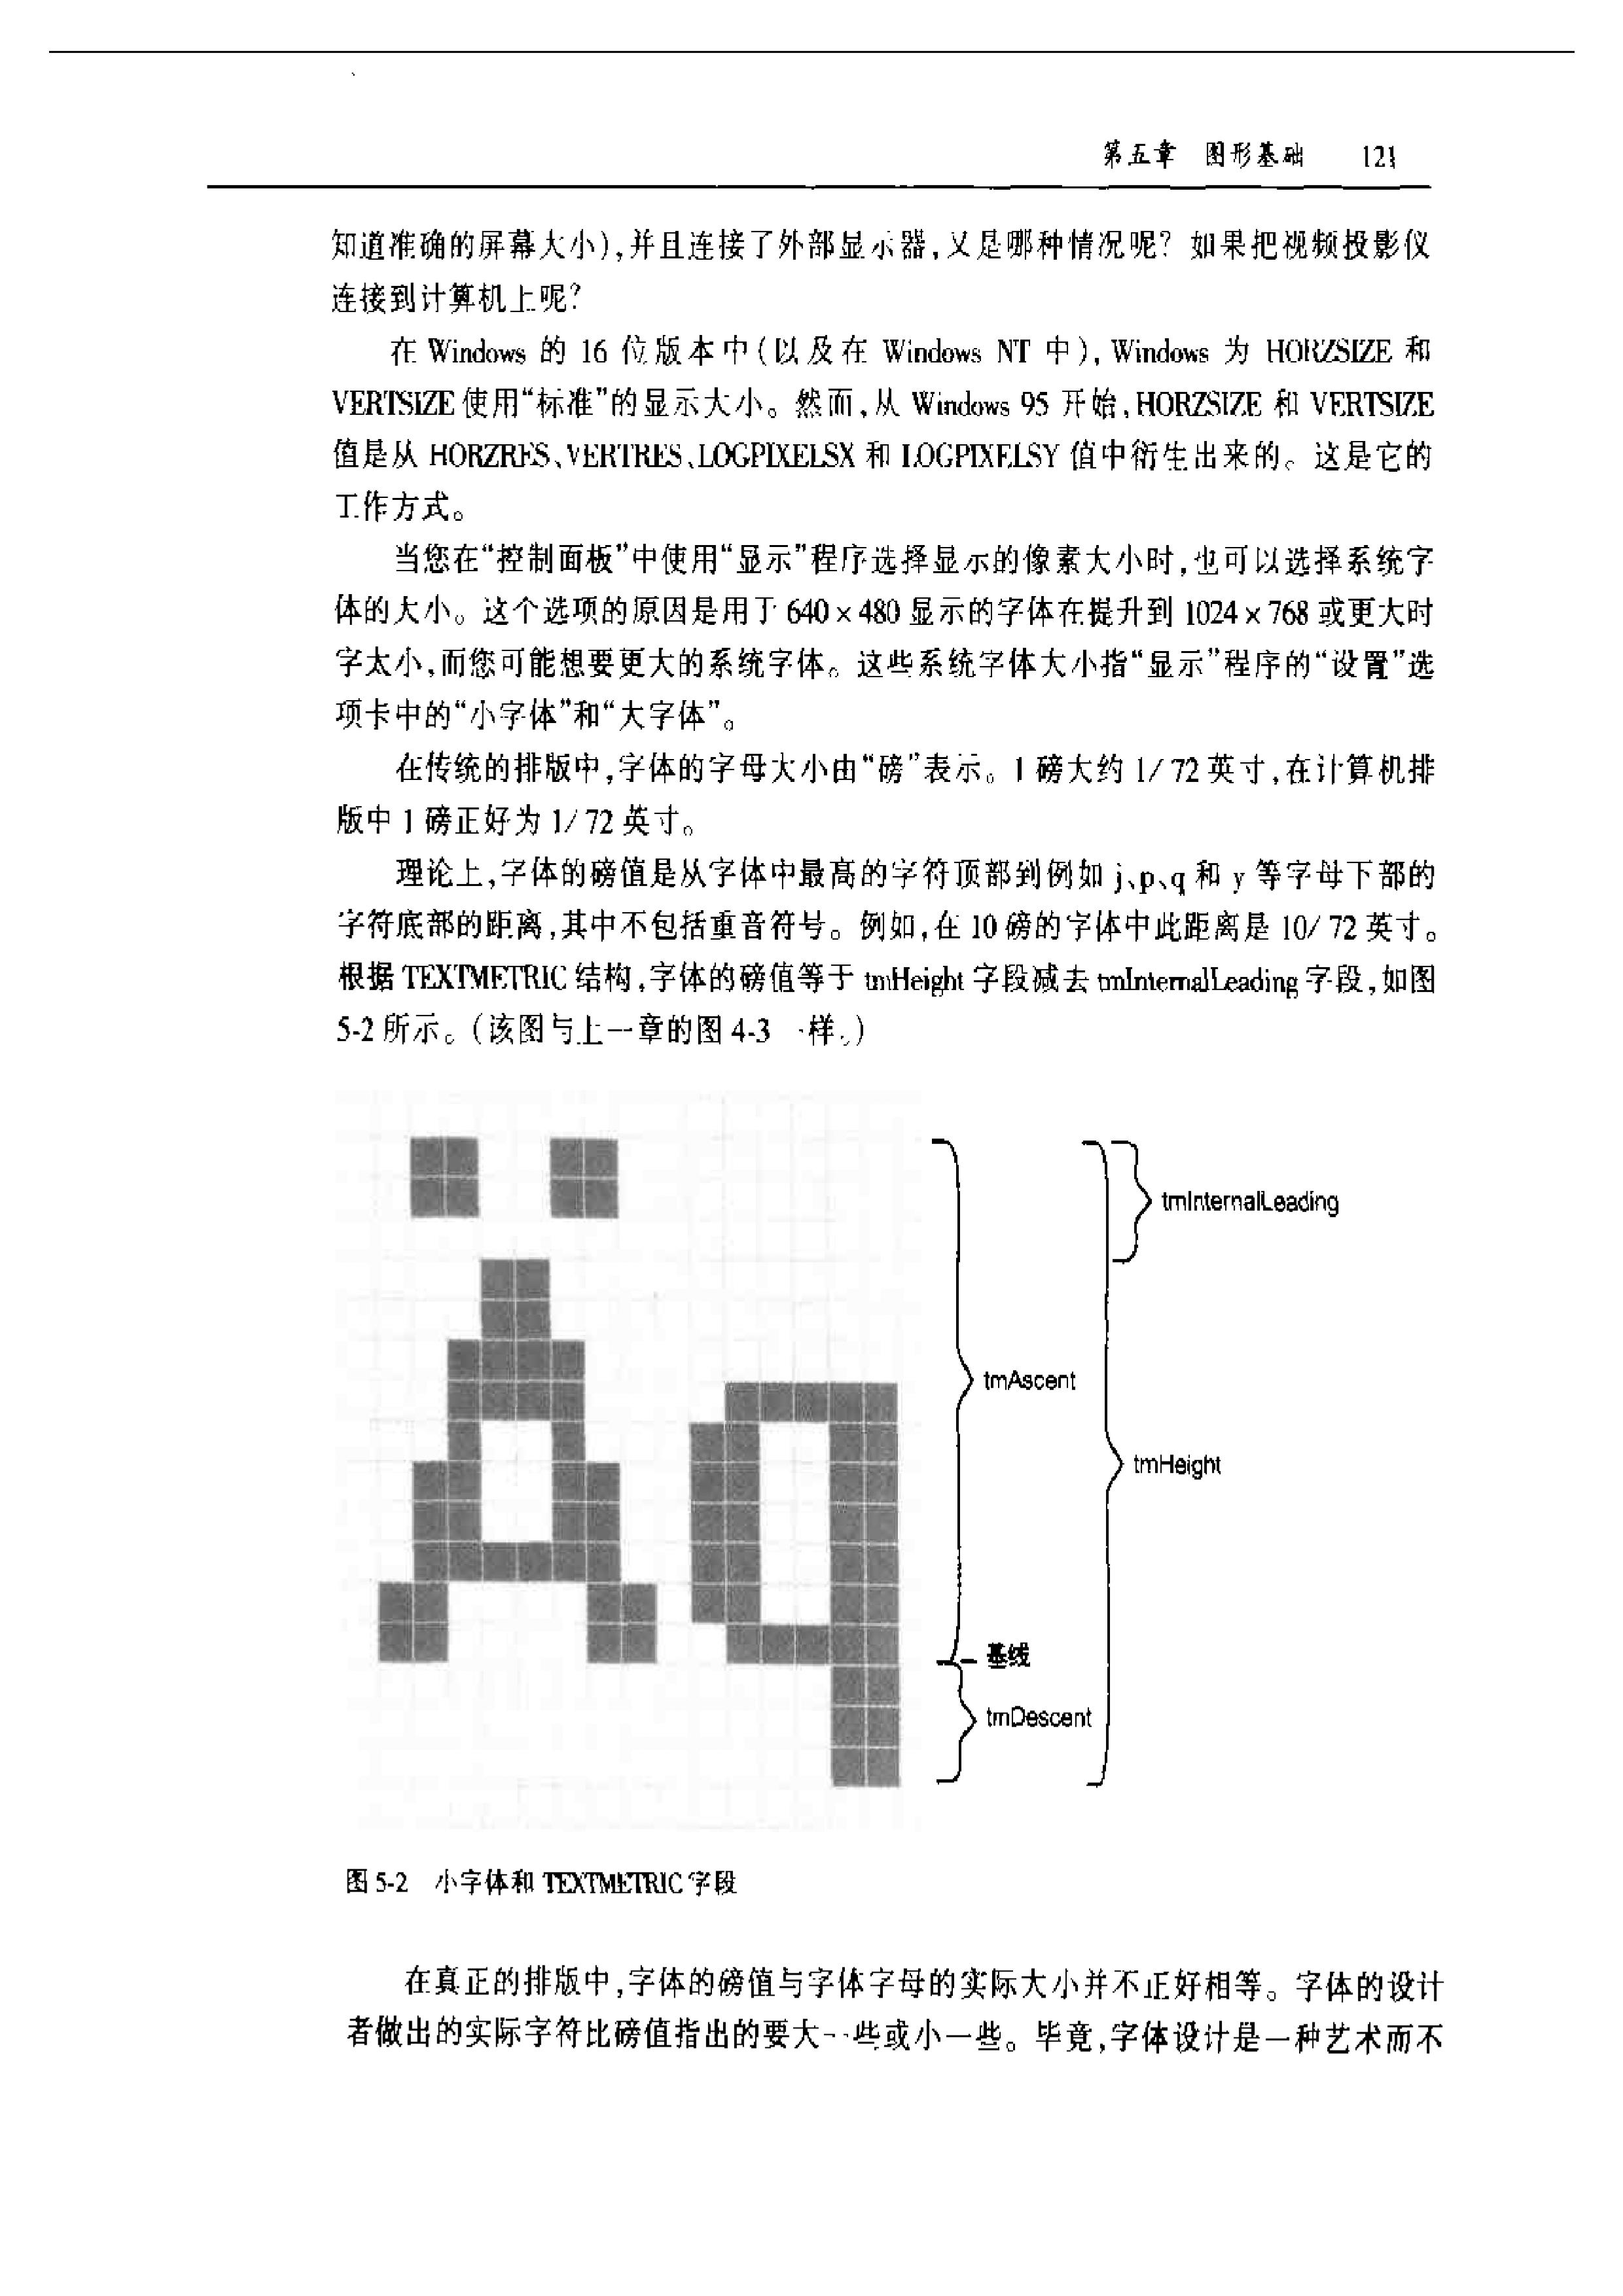 第五章 图形基础 121
知道准确的屏幕大小),并且连接了外部显示器,又是哪种情况呢? 如果把视频投影仪
连接到计算机上呢?
在 Windows 的 16 位版本中(以及在 Windows NT 中), Windows 为 HORZSIZE 和
VERTSIZE 使用“标准”的显示大小。然而,从 Windows 95 开始,HORZSIZE 和 VERTSIZE
值是从 HORZRES、VERTRES、LOGPIXELSX 和 LOGPIXELSY 值中衍生出来的。这是它的
工作方式。
当您在“控制面板”中使用“显示”程序选择显示的像素大小时,也可以选择系统字
体的大小。这个选项的原因是用于 640 × 480 显示的字体在提升到 1024 × 768 或更大时
字太小,而您可能想要更大的系统字体。这些系统字体大小指“显示”程序的“设置”选
项卡中的“小字体”和“大字体”。
在传统的排版中,字体的字母大小由“磅”表示。1 磅大约 1/72 英寸,在计算机排
版中 1 磅正好为 1/72 英寸。
理论上,字体的磅值是从字体中最高的字符顶部到例如 j、p、q 和 y 等字母下部的
字符底部的距离,其中不包括重音符号。例如,在 10 磅的字体中此距离是 10/72 英寸。
根据 TEXTMETRIC 结构,字体的磅值等于 tmHeight 字段减去 tmInternalLeading 字段,如图
5-2 所示。(该图与上一章的图 4-3 一样。)
tmInternalLeading
tmAscent
tmHeight
基线
tmDescent
图 5-2 小字体和 TEXTMETRIC 字段
在真正的排版中,字体的磅值与字体字母的实际大小并不正好相等。字体的设计
者做出的实际字符比磅值指出的要大一些或小一些。毕竟,字体设计是一种艺术而不